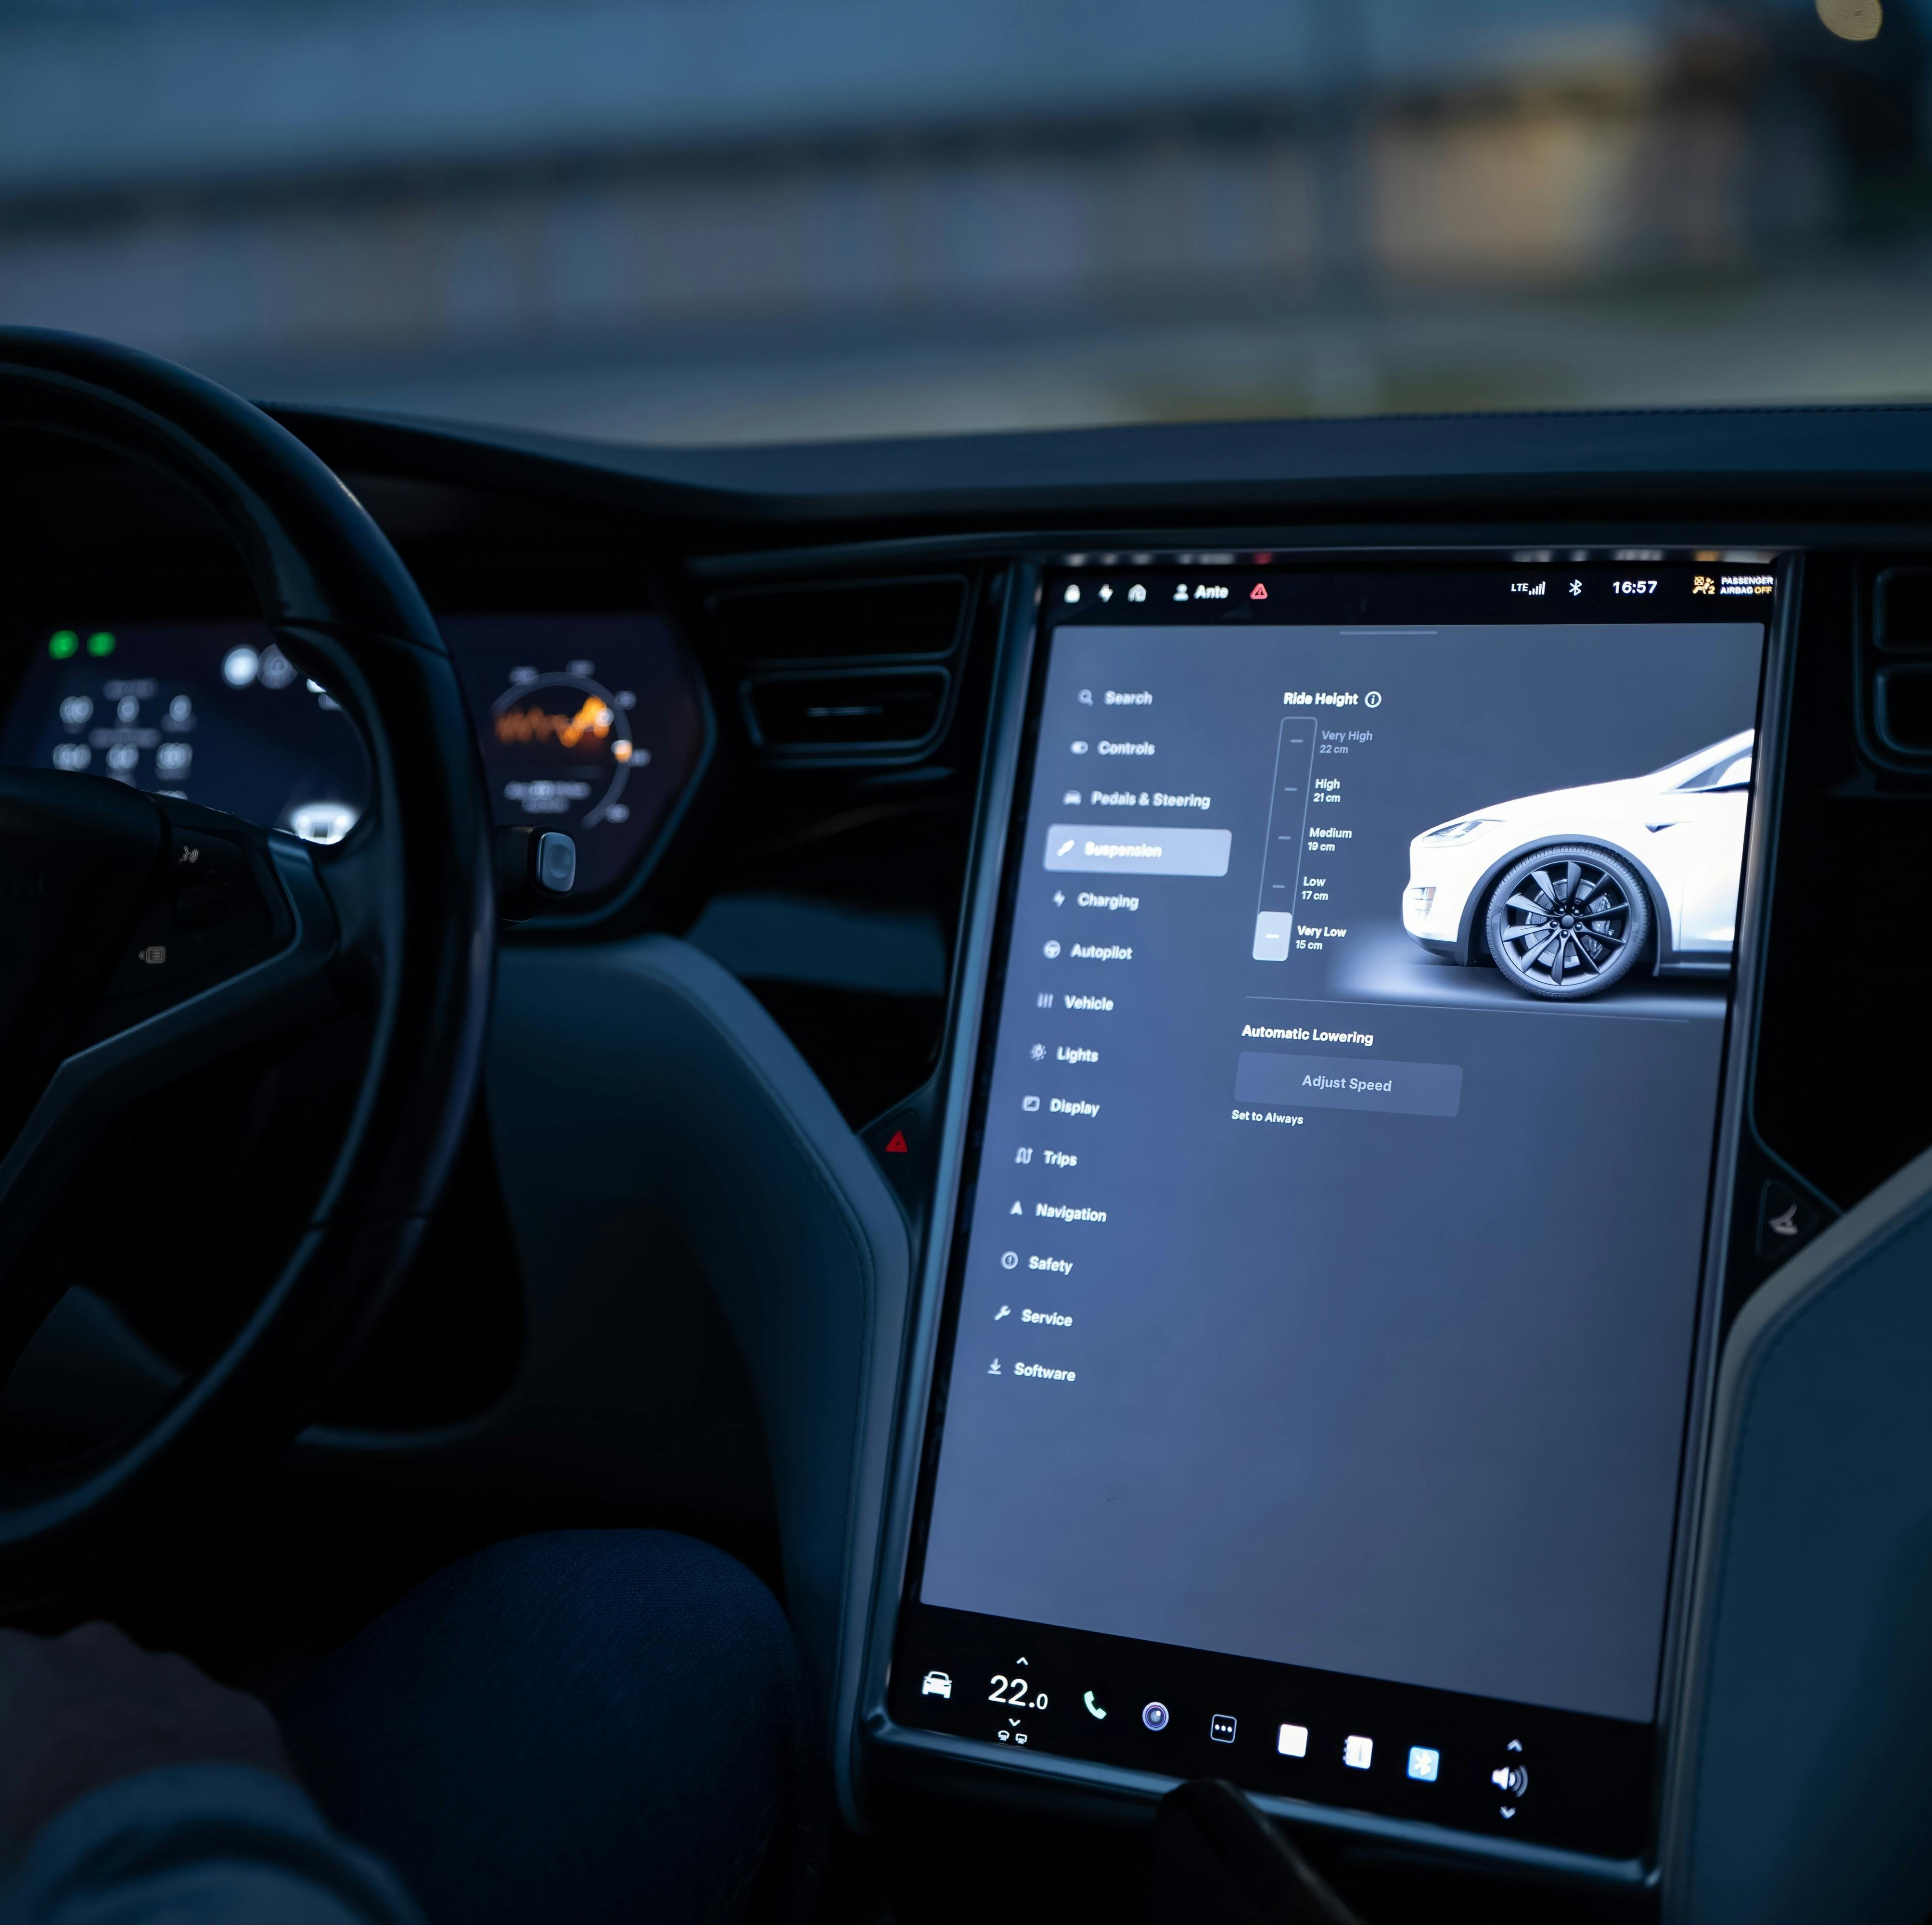 Ante
LTE
16:57
PASSENGER
AIRBAG OFF
Search
Controls
Pedals & Steering
Suspension
Charging
Autopilot
Vehicle
Lights
Display
Trips
Navigation
Safety
Service
Software
Ride Height
Very High
22 cm
High
21 cm
Medium
19 cm
Low
17 cm
Very Low
15 cm
Automatic Lowering
Adjust Speed
Set to Always
22.0